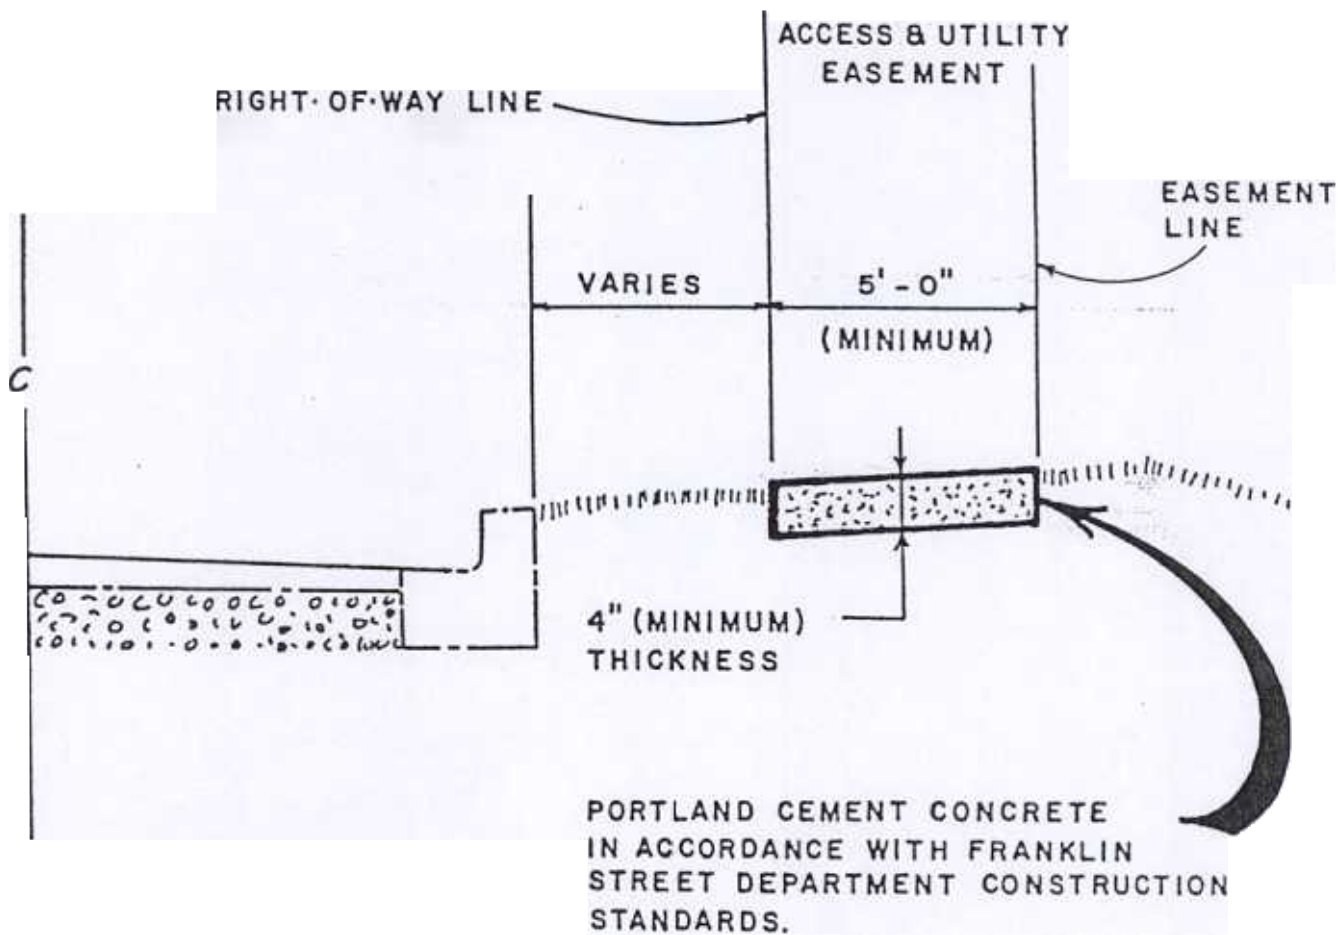 ACCESS & UTILITY
EASEMENT
RIGHT·OF·WAY LINE
EASEMENT
LINE
VARIES
5'-0"
(MINIMUM)
C
4" (MINIMUM)
THICKNESS
PORTLAND CEMENT CONCRETE
IN ACCORDANCE WITH FRANKLIN
STREET DEPARTMENT CONSTRUCTION
STANDARDS.